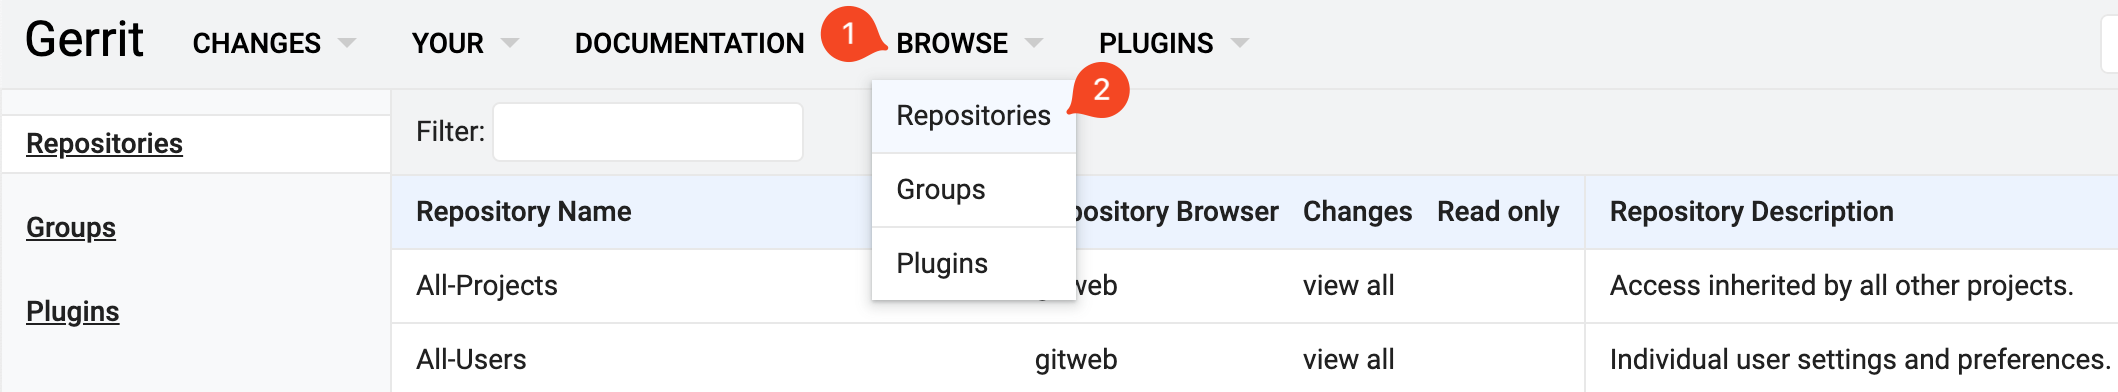 Gerrit CHANGES YOUR DOCUMENTATION 1 BROWSE PLUGINS
2
Repositories
Groups
Plugins
Repositories
Groups
Plugins
Filter:
Repository Name pository Browser Changes Read only Repository Description
All-Projects web view all Access inherited by all other projects.
All-Users gitweb view all Individual user settings and preferences.